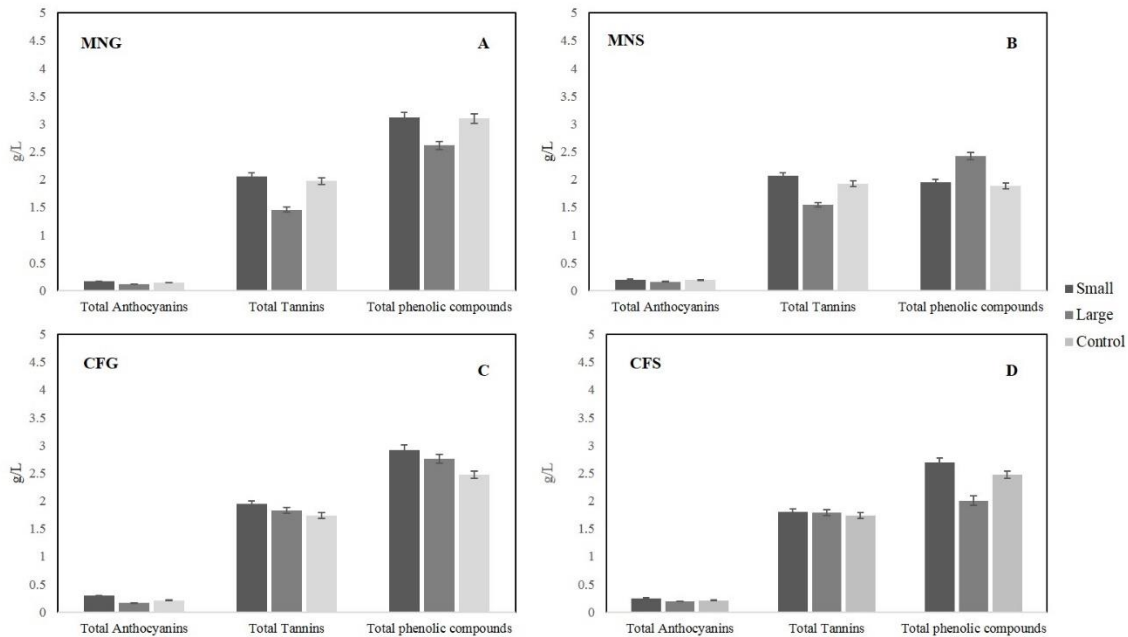 MNG
A
5
4.5
4
3.5
3
2.5
2
1.5
1
0.5
0
g/L
Total Anthocyanins
Total Tannins
Total phenolic compounds
MNS
B
5
4.5
4
3.5
3
2.5
2
1.5
1
0.5
0
g/L
Total Anthocyanins
Total Tannins
Total phenolic compounds
Small
Large
Control
CFG
C
5
4.5
4
3.5
3
2.5
2
1.5
1
0.5
0
g/L
Total Anthocyanins
Total Tannins
Total phenolic compounds
CFS
D
5
4.5
4
3.5
3
2.5
2
1.5
1
0.5
0
g/L
Total Anthocyanins
Total Tannins
Total phenolic compounds